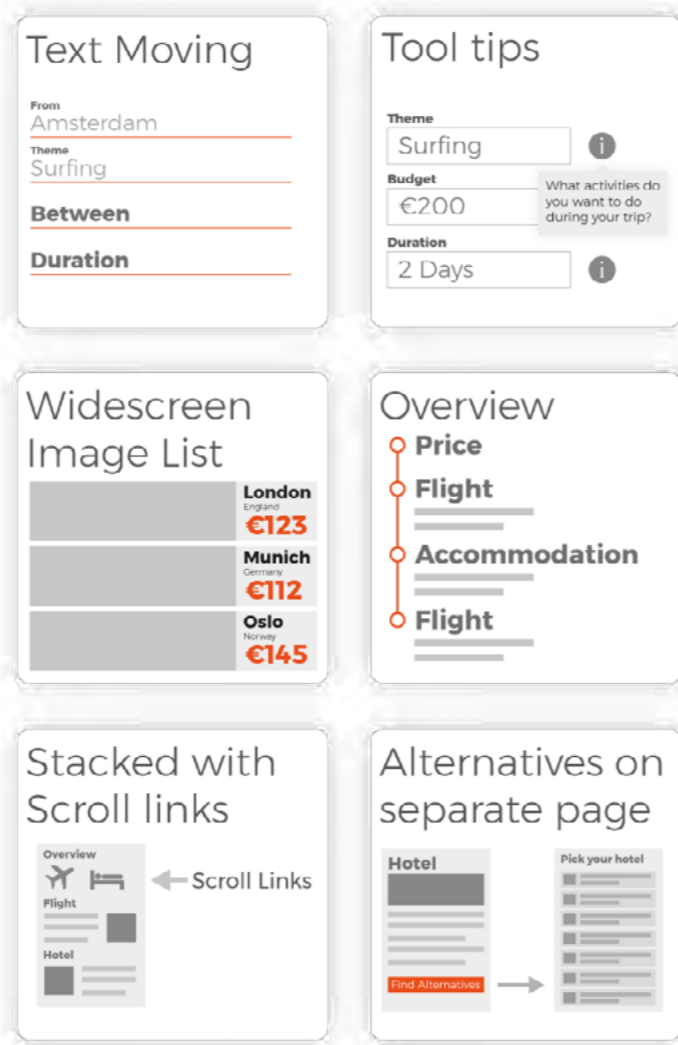 Text Moving
From
Amsterdam
Theme
Surfing
Between
Duration
Tool tips
Theme
Surfing
Budget
€200
What activities do
you want to do
during your trip?
Duration
2 Days
Widescreen
Image List
London
England
€123
Munich
Germany
€112
Oslo
Norway
€145
Overview
Price
Flight
Accommodation
Flight
Stacked with
Scroll links
Overview
Scroll Links
Flight
Hotel
Alternatives on
separate page
Hotel
Find Alternatives
Pick your hotel